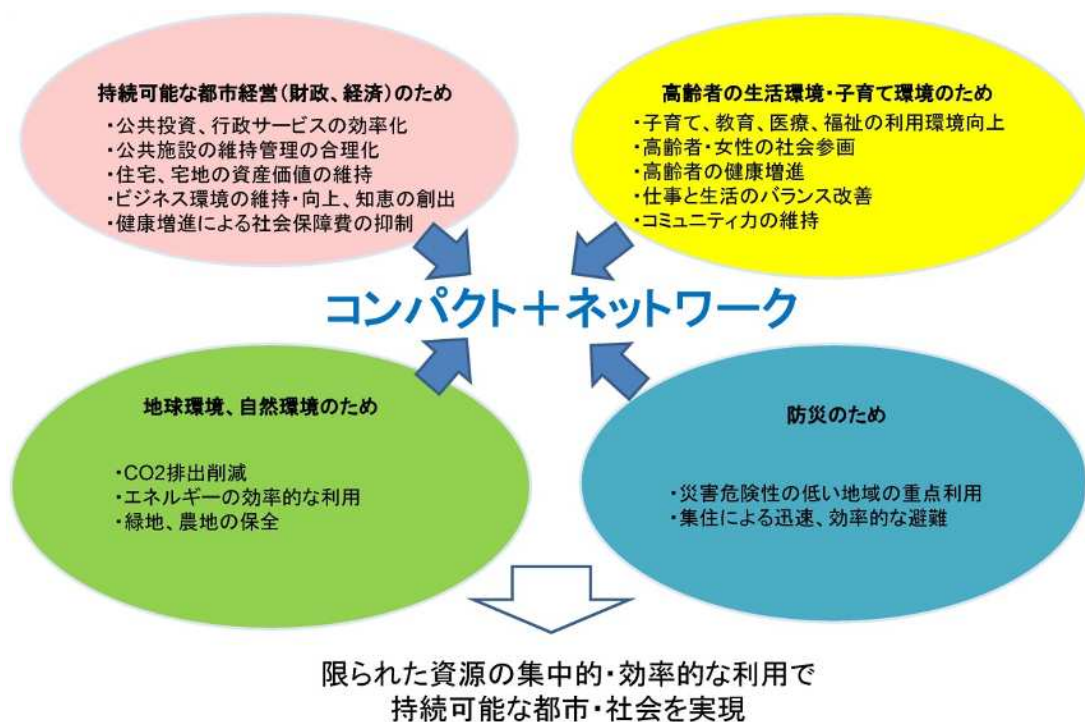 持続可能な都市経営(財政、経済)のため
・公共投資、行政サービスの効率化
・公共施設の維持管理の合理化
・住宅、宅地の資産価値の維持
・ビジネス環境の維持・向上、知恵の創出
・健康増進による社会保障費の抑制
高齢者の生活環境・子育て環境のため
・子育て、教育、医療、福祉の利用環境向上
・高齢者・女性の社会参画
・高齢者の健康増進
・仕事と生活のバランス改善
・コミュニティ力の維持
コンパクト＋ネットワーク
地球環境、自然環境のため
・CO2排出削減
・エネルギーの効率的な利用
・緑地、農地の保全
防災のため
・災害危険性の低い地域の重点利用
・集住による迅速、効率的な避難
限られた資源の集中的・効率的な利用で
持続可能な都市・社会を実現